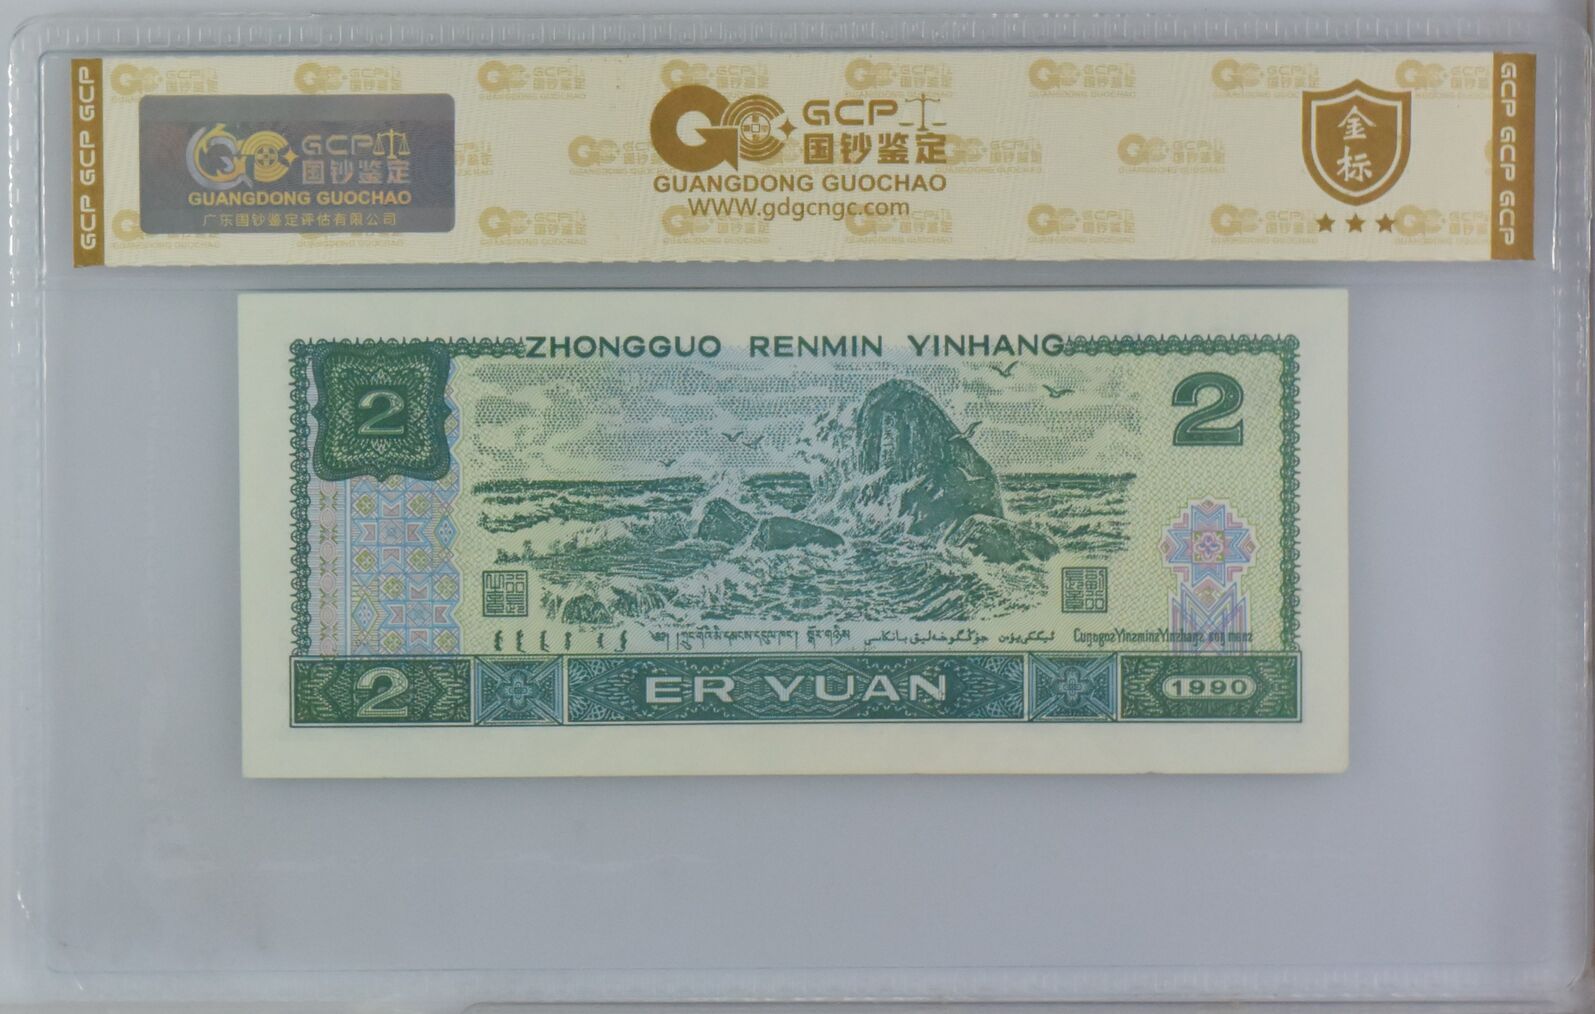 GCP GCP GCP
GCP
国钞鉴定
GUANGDONG GUOCHAO
广东国钞鉴定评估有限公司
GCP
国钞鉴定
GUANGDONG GUOCHAO
WWW.gdgcngc.com
金标
GCP GCP GCP
ZHONGGUO RENMIN YINHANG
2
2
2
ER YUAN
1990